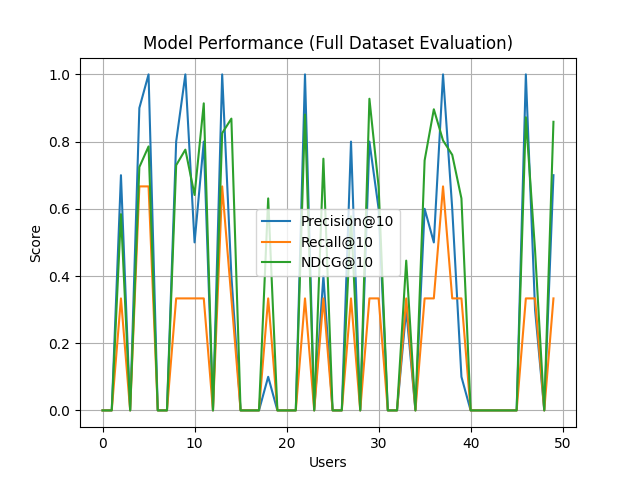 Model Performance (Full Dataset Evaluation)
1.0
0.8
0.6
0.4
0.2
0.0
Score
Precision@10
Recall@10
NDCG@10
0 10 20 30 40 50
Users